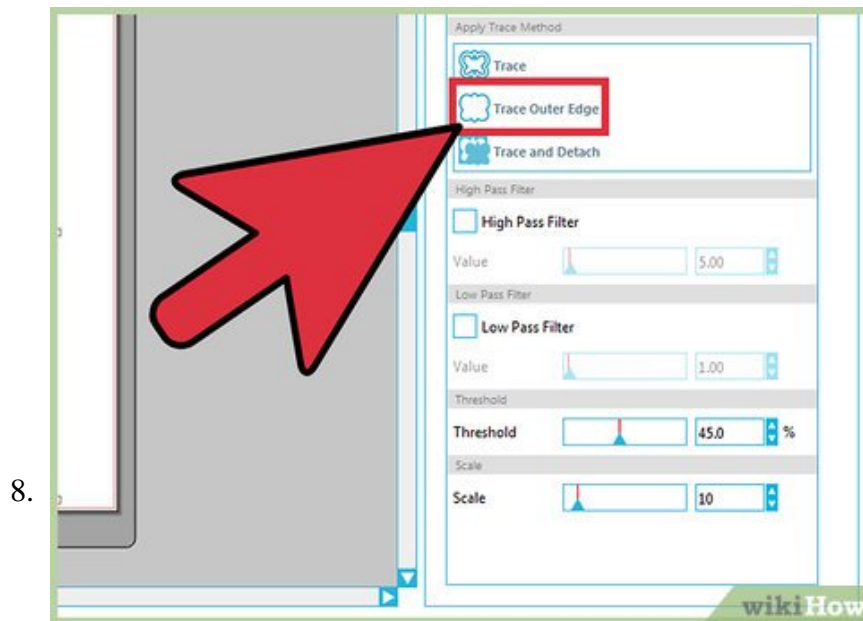 Apply Trace Method
Trace
Trace Outer Edge
Trace and Detach
High Pass Filter
High Pass Filter
Value 5.00
Low Pass Filter
Low Pass Filter
Value 1.00
Threshold
Threshold 45.0 %
Scale
8.
Scale 10
wikiHow